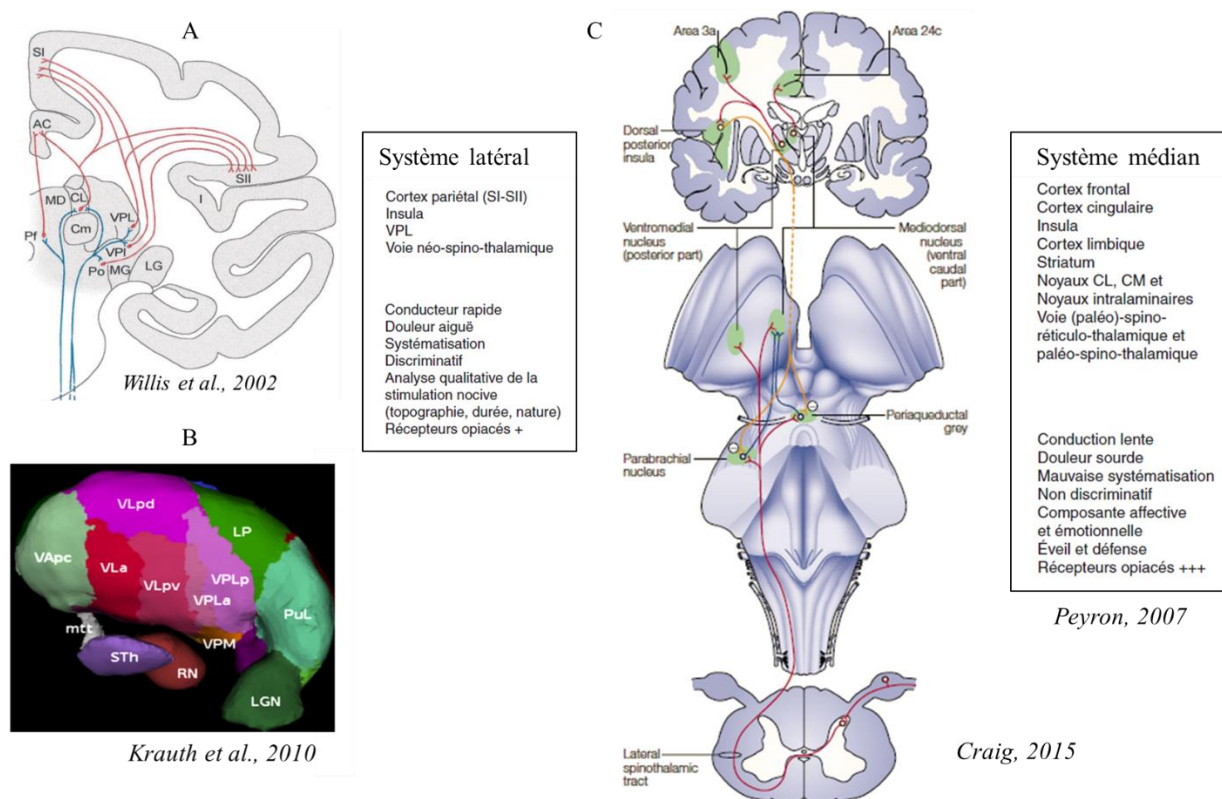 A
SI
AC
MD
CL
Pf
Cm
VPL
VPI
Po
MG
LG
I
SII
Willis et al., 2002
Système latéral
Cortex pariétal (SI-SII)
Insula
VPL
Voie néo-spino-thalamique
Conducteur rapide
Douleur aiguë
Systématisation
Discriminatif
Analyse qualitative de la
stimulation nocive
(topographie, durée, nature)
Récepteurs opiacés +
B
VLpd
LP
VApc
VLa
VLpv
VPLp
VPLa
PuL
mtt
VPM
STh
RN
LGN
Krauth et al., 2010
C
Area 3a
Area 24c
Dorsal
posterior
insula
Ventromedial
nucleus
(posterior part)
Mediodorsal
nucleus
(ventral
caudal
part)
Periaqueductal
grey
Parabrachial
nucleus
Lateral
spinothalamic
tract
Craig, 2015
Système médian
Cortex frontal
Cortex cingulaire
Insula
Cortex limbique
Striatum
Noyaux CL, CM et
Noyaux intralaminaires
Voie (paléo)-spino-
réticulo-thalamique et
paléo-spino-thalamique
Conduction lente
Douleur sourde
Mauvaise systématisation
Non discriminatif
Composante affective
et émotionnelle
Éveil et défense
Récepteurs opiacés +++
Peyron, 2007